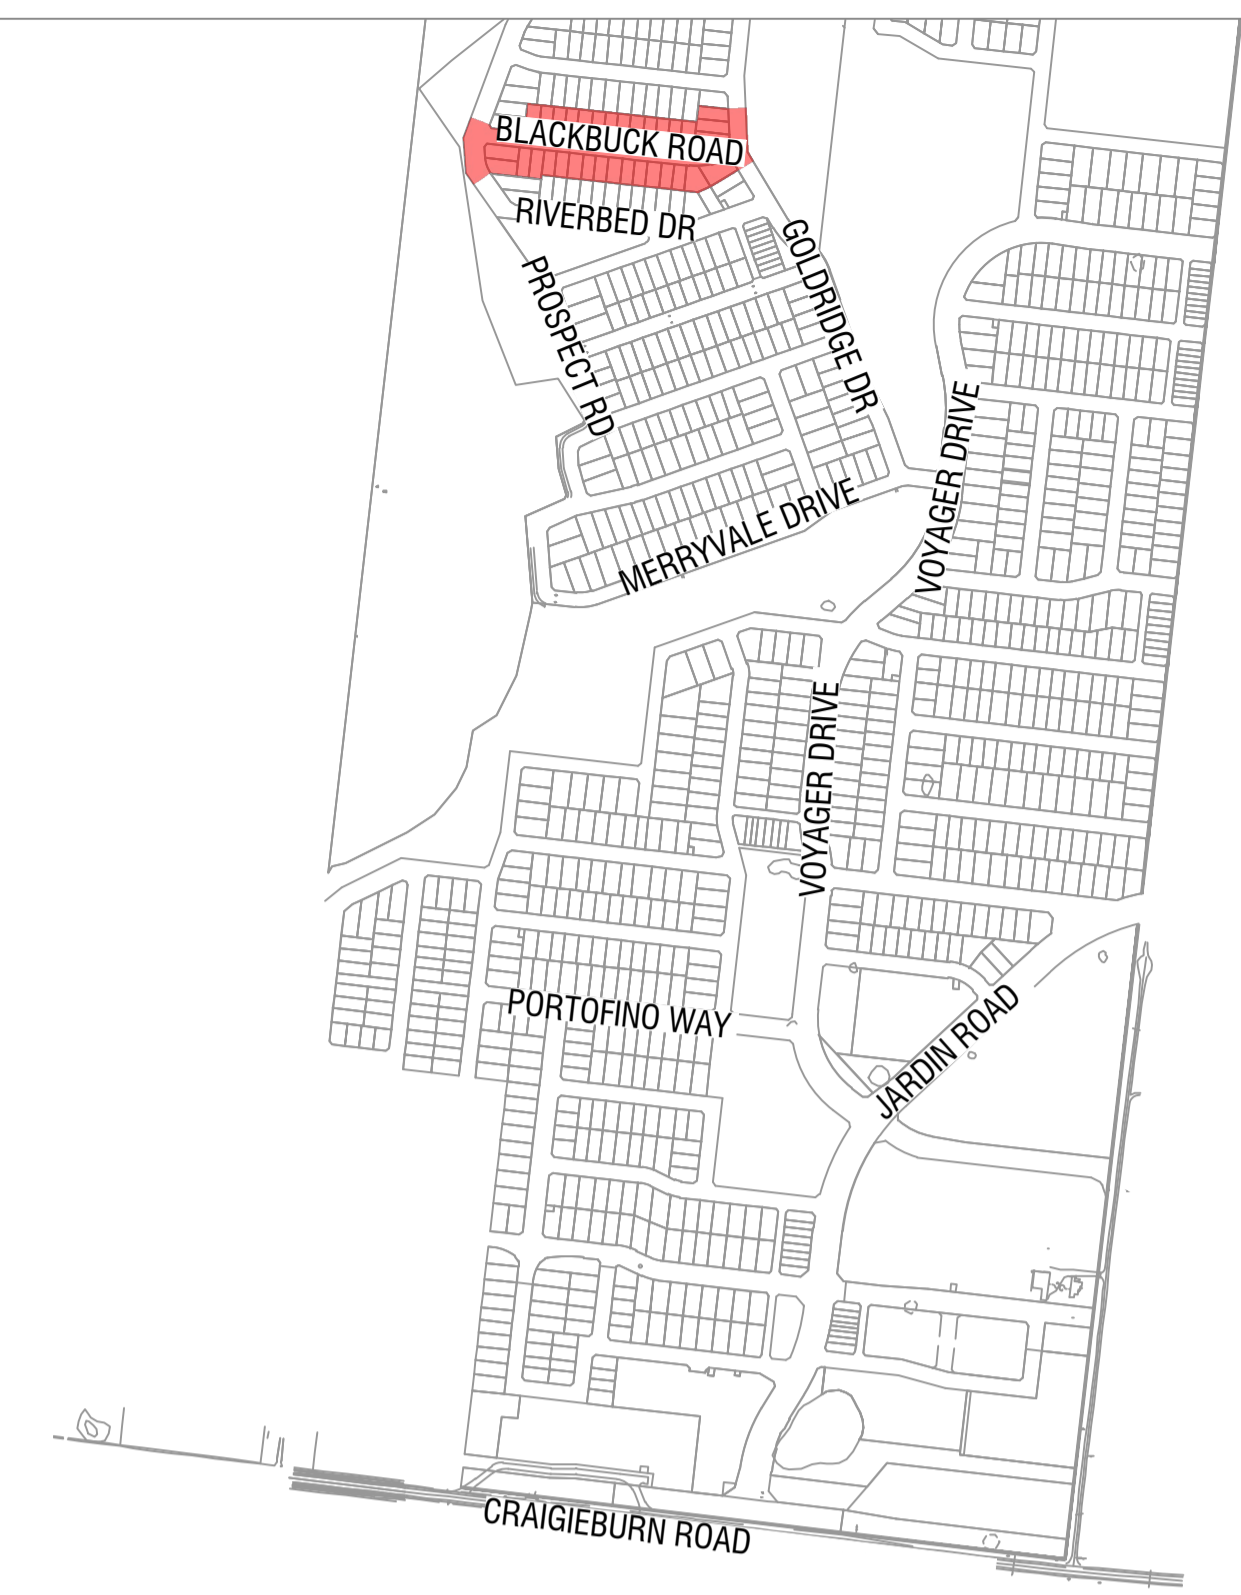 BLACKBUCK ROAD
RIVERBED DR
GOLDRIDGE DR
PROSPECT RD
VOYAGER DRIVE
MERRYVALE DRIVE
VOYAGER DRIVE
PORTOFINO WAY
JARDIN ROAD
CRAIGIEBURN ROAD